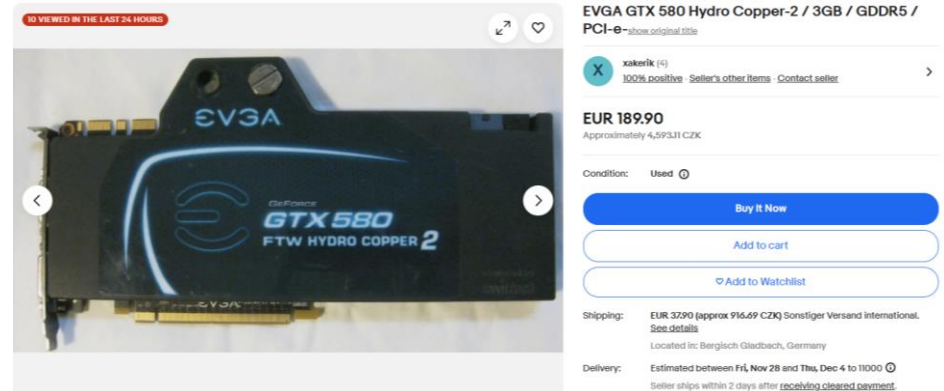 10 VIEWED IN THE LAST 24 HOURS
EVGA
GEFORCE
GTX 580
FTW HYDRO COPPER 2
EVGA
EVGA GTX 580 Hydro Copper-2 / 3GB / GDDR5 /
PCI-e-show original title
X
xakerik (4)
100% positive · Seller's other items · Contact seller
EUR 189.90
Approximately 4,593.11 CZK
Condition: Used
Buy It Now
Add to cart
Add to Watchlist
Shipping: EUR 37.90 (approx 916.69 CZK) Sonstiger Versand international.
See details
Located in: Bergisch Gladbach, Germany
Delivery: Estimated between Fri, Nov 28 and Thu, Dec 4 to 11000
Seller ships within 2 days after receiving cleared payment.